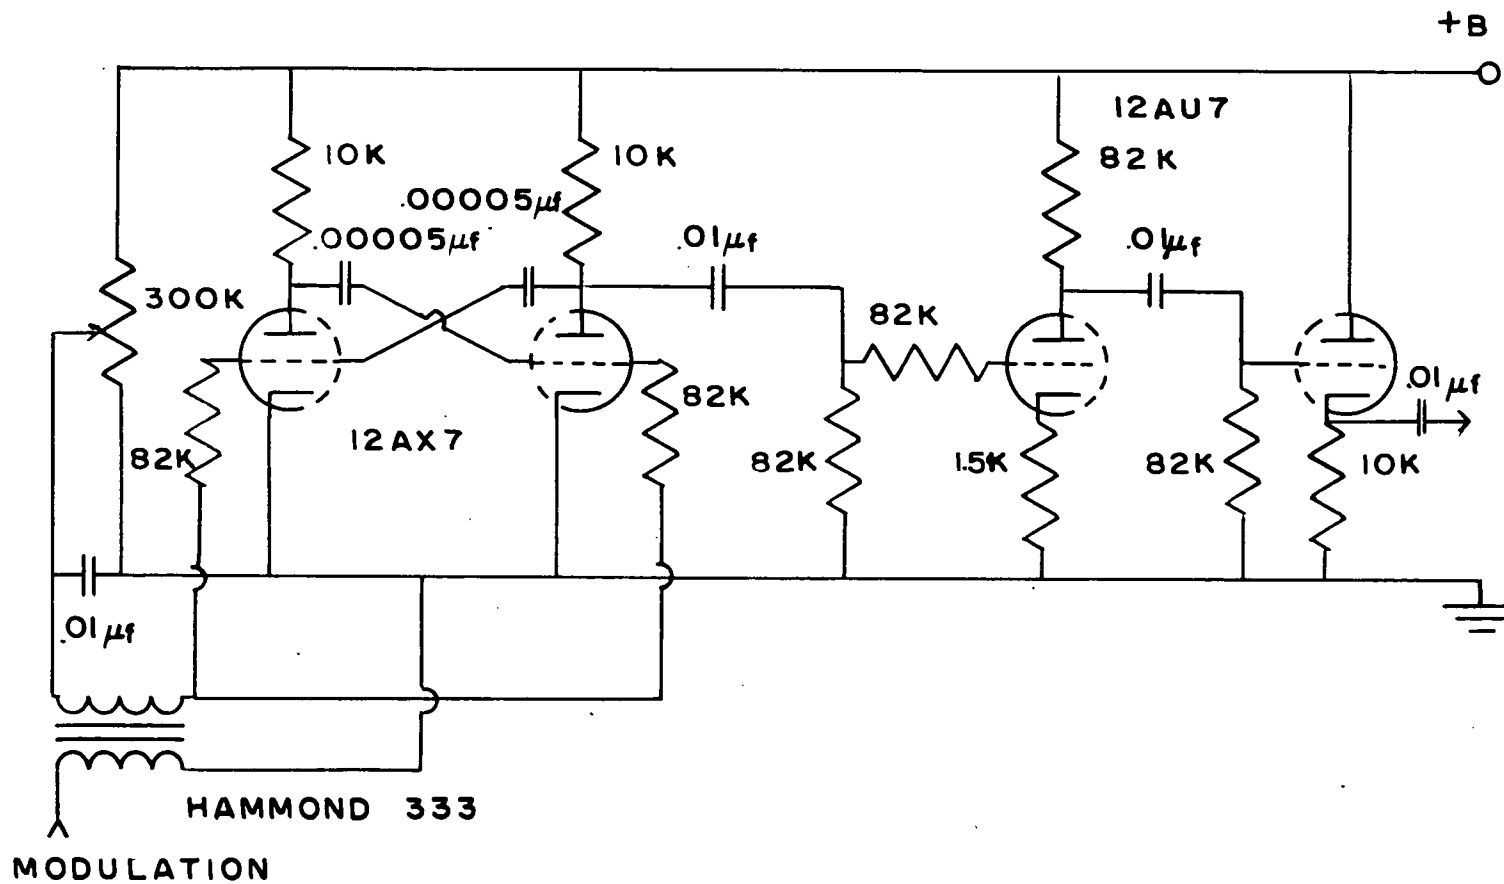 +B
12AU7
10K
10K
82K
.00005μf
.00005μf
.01μf
.01μf
300K
82K
82K
.01μf
12AX7
82K
82K
1.5K
82K
10K
.01μf
HAMMOND 333
MODULATION